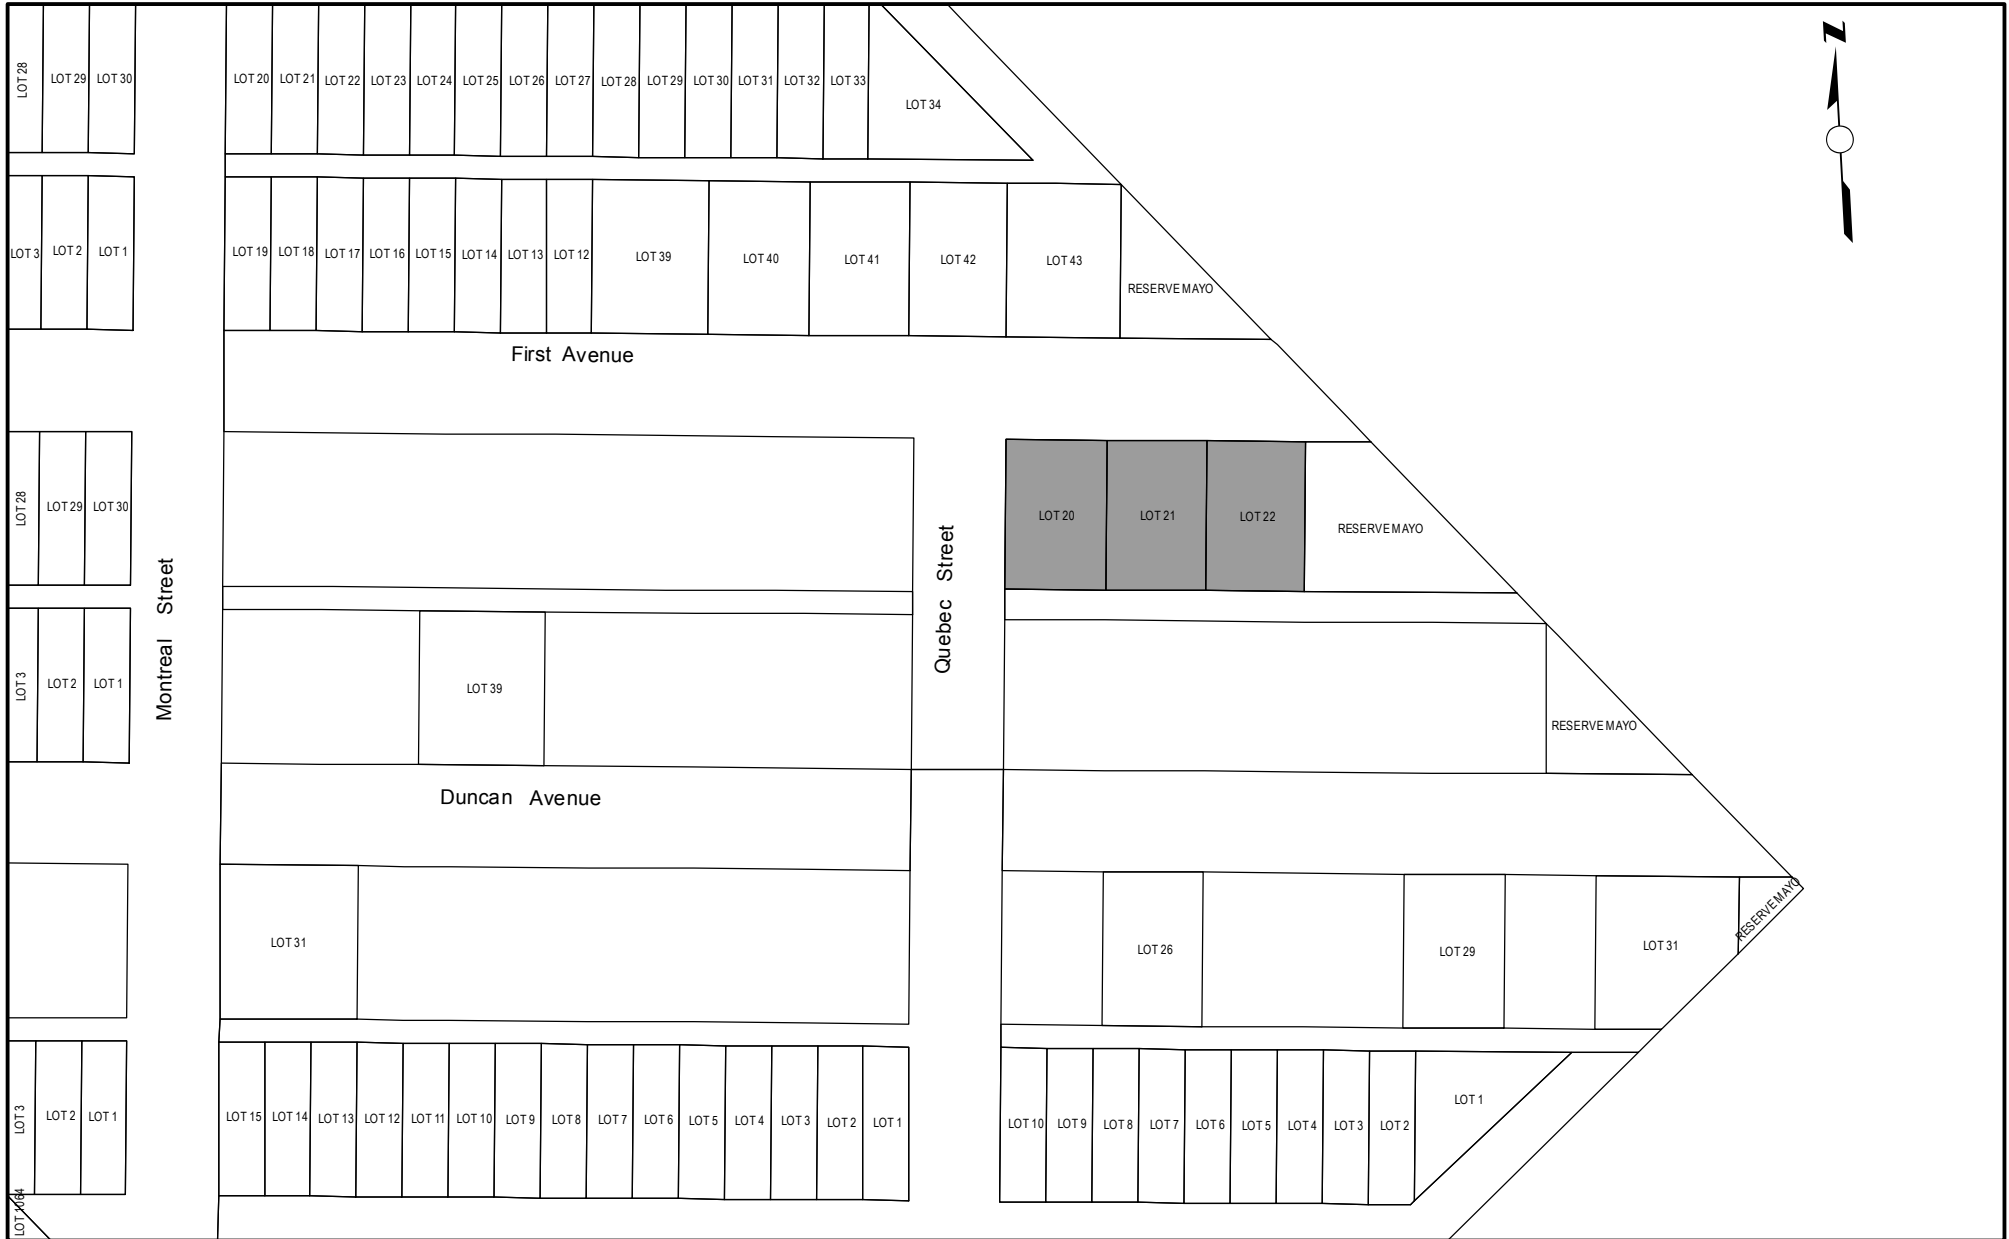 LOT 28
LOT 29
LOT 30
LOT 20
LOT 21
LOT 22
LOT 23
LOT 24
LOT 25
LOT 26
LOT 27
LOT 28
LOT 29
LOT 30
LOT 31
LOT 32
LOT 33
LOT 34
N
LOT 3
LOT 2
LOT 1
LOT 19
LOT 18
LOT 17
LOT 16
LOT 15
LOT 14
LOT 13
LOT 12
LOT 39
LOT 40
LOT 41
LOT 42
LOT 43
RESERVE MAYO
First Avenue
LOT 28
LOT 29
LOT 30
Montreal Street
Quebec Street
LOT 20
LOT 21
LOT 22
RESERVE MAYO
LOT 3
LOT 2
LOT 1
LOT 39
RESERVE MAYO
Duncan Avenue
LOT 31
LOT 26
LOT 29
LOT 31
RESERVE MAYO
LOT 3
LOT 2
LOT 1
LOT 15
LOT 14
LOT 13
LOT 12
LOT 11
LOT 10
LOT 9
LOT 8
LOT 7
LOT 6
LOT 5
LOT 4
LOT 3
LOT 2
LOT 1
LOT 10
LOT 9
LOT 8
LOT 7
LOT 6
LOT 5
LOT 4
LOT 3
LOT 2
LOT 1
LOT 1064